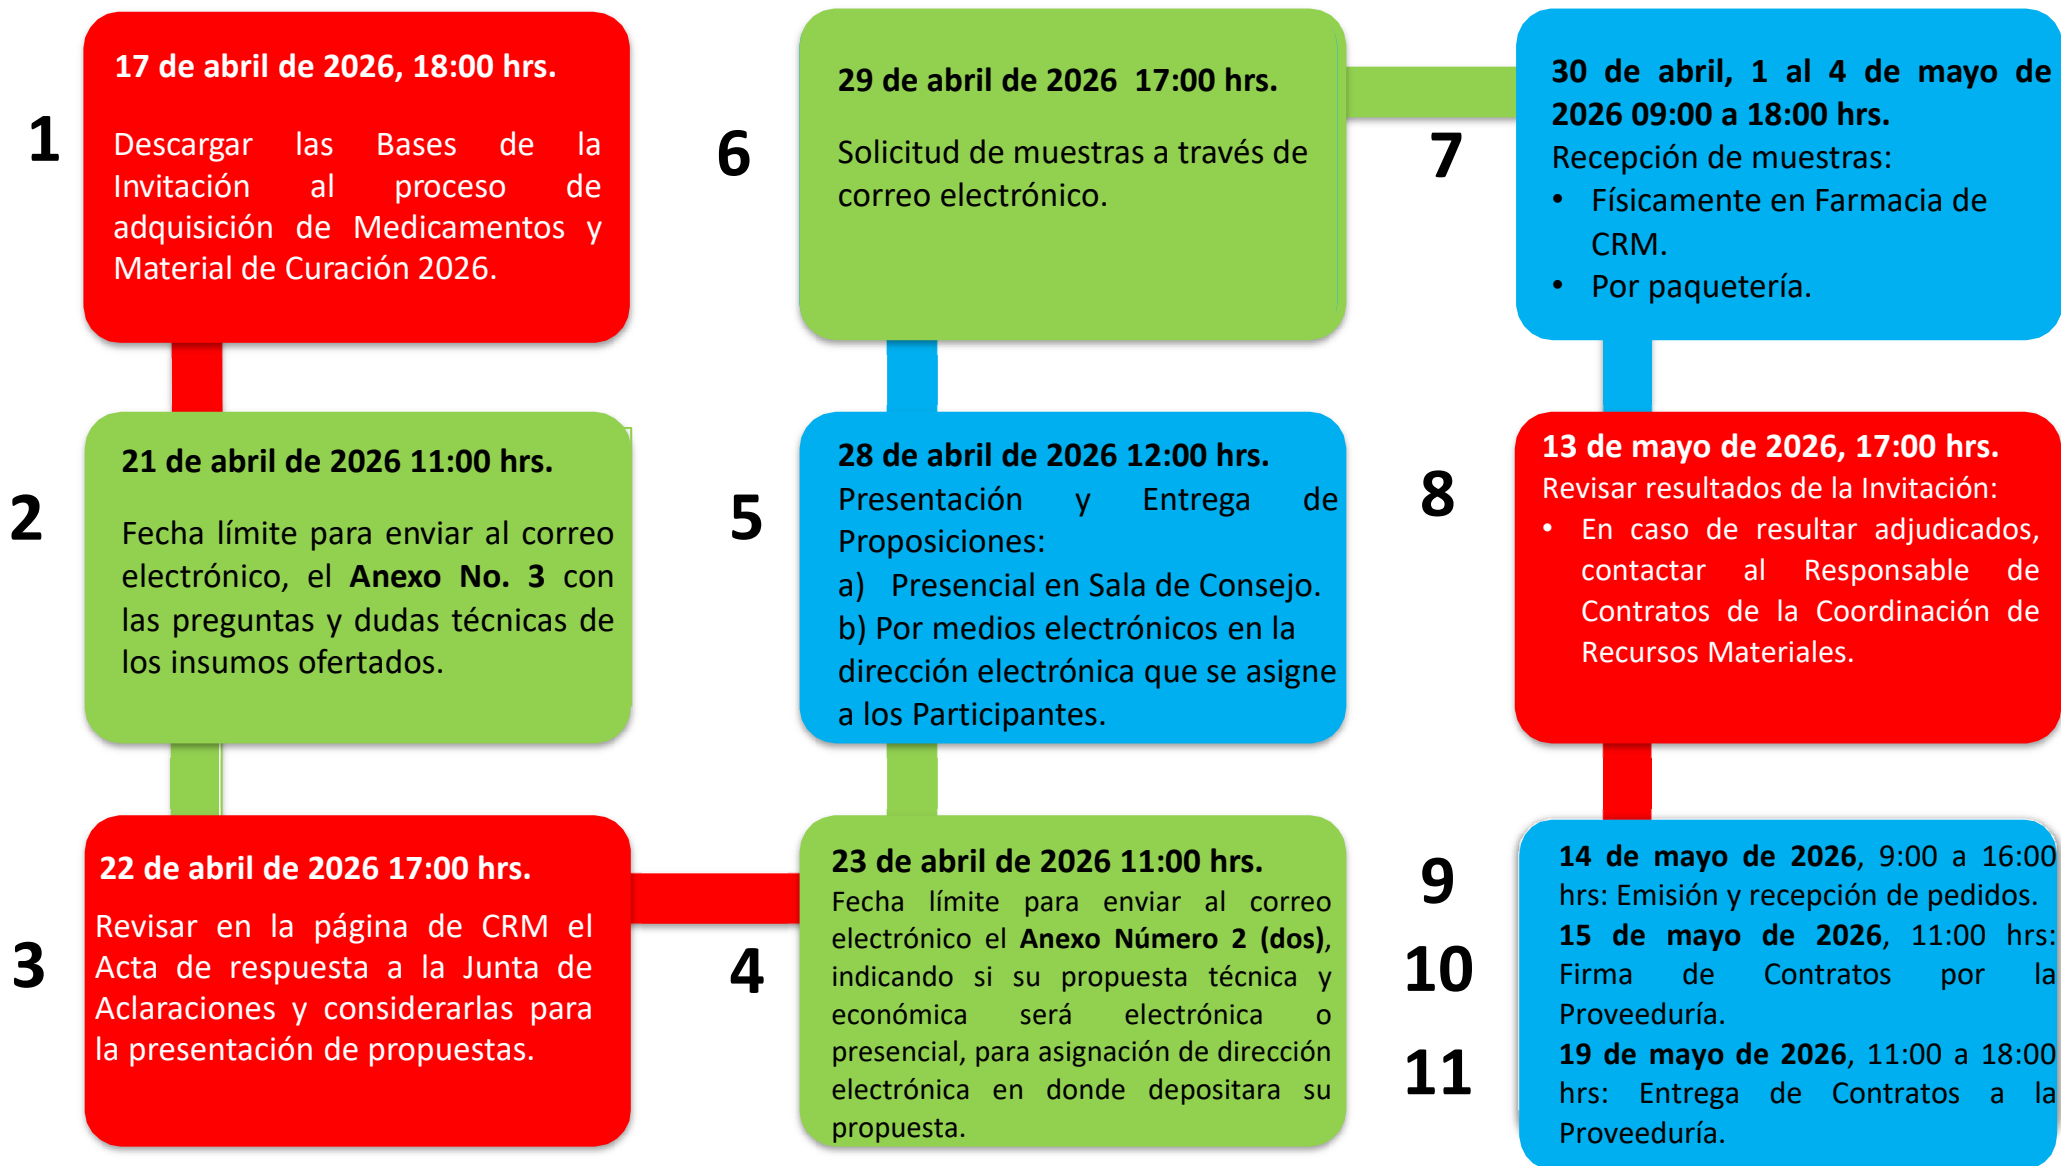 1
17 de abril de 2026, 18:00 hrs.
Descargar las Bases de la
Invitación al proceso de
adquisición de Medicamentos y
Material de Curación 2026.
2
21 de abril de 2026 11:00 hrs.
Fecha límite para enviar al correo
electrónico, el Anexo No. 3 con
las preguntas y dudas técnicas de
los insumos ofertados.
3
22 de abril de 2026 17:00 hrs.
Revisar en la página de CRM el
Acta de respuesta a la Junta de
Aclaraciones y considerarlas para
la presentación de propuestas.
4
23 de abril de 2026 11:00 hrs.
Fecha límite para enviar al correo
electrónico el Anexo Número 2 (dos),
indicando si su propuesta técnica y
económica será electrónica o
presencial, para asignación de dirección
electrónica en donde depositara su
propuesta.
5
28 de abril de 2026 12:00 hrs.
Presentación y Entrega de
Proposiciones:
a) Presencial en Sala de Consejo.
b) Por medios electrónicos en la
dirección electrónica que se asigne
a los Participantes.
6
29 de abril de 2026 17:00 hrs.
Solicitud de muestras a través de
correo electrónico.
7
30 de abril, 1 al 4 de mayo de
2026 09:00 a 18:00 hrs.
Recepción de muestras:
• Físicamente en Farmacia de
CRM.
• Por paquetería.
8
13 de mayo de 2026, 17:00 hrs.
Revisar resultados de la Invitación:
• En caso de resultar adjudicados,
contactar al Responsable de
Contratos de la Coordinación de
Recursos Materiales.
9
14 de mayo de 2026, 9:00 a 16:00
hrs: Emisión y recepción de pedidos.
10
15 de mayo de 2026, 11:00 hrs:
Firma de Contratos por la
Proveeduría.
11
19 de mayo de 2026, 11:00 a 18:00
hrs: Entrega de Contratos a la
Proveeduría.